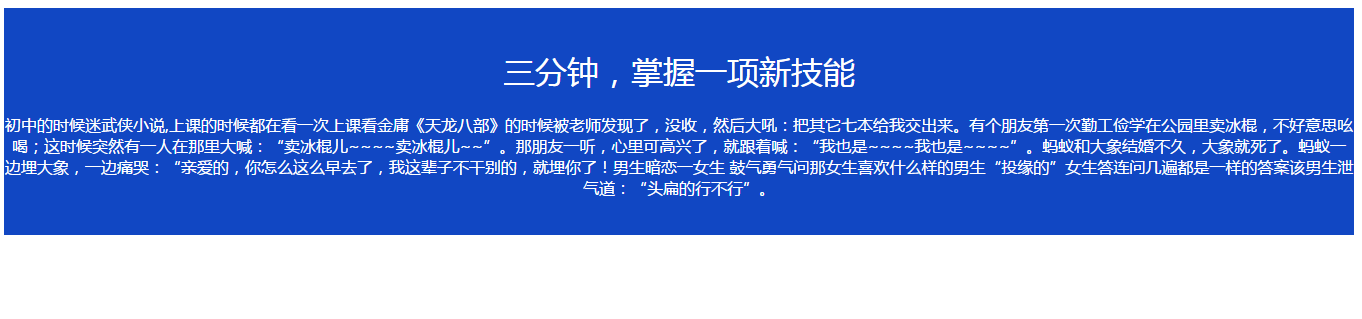 三分钟，掌握一项新技能
初中的时候迷武侠小说,上课的时候都在看一次上课看金庸《天龙八部》的时候被老师发现了，没收，然后大吼：把其它七本给我交出来。有个朋友第一次勤工俭学在公园里卖冰棍，不好意思吆
喝；这时候突然有一人在那里大喊：“卖冰棍儿~~~~卖冰棍儿~~”。那朋友一听，心里可高兴了，就跟着喊：“我也是~~~~我也是~~~~”。蚂蚁和大象结婚不久，大象就死了。蚂蚁一
边埋大象，一边痛哭：“亲爱的，你怎么这么早去了，我这辈子不干别的，就埋你了！男生暗恋一女生 鼓气勇气问那女生喜欢什么样的男生“投缘的”女生答连问几遍都是一样的答案该男生泄
气道：“头扁的行不行”。